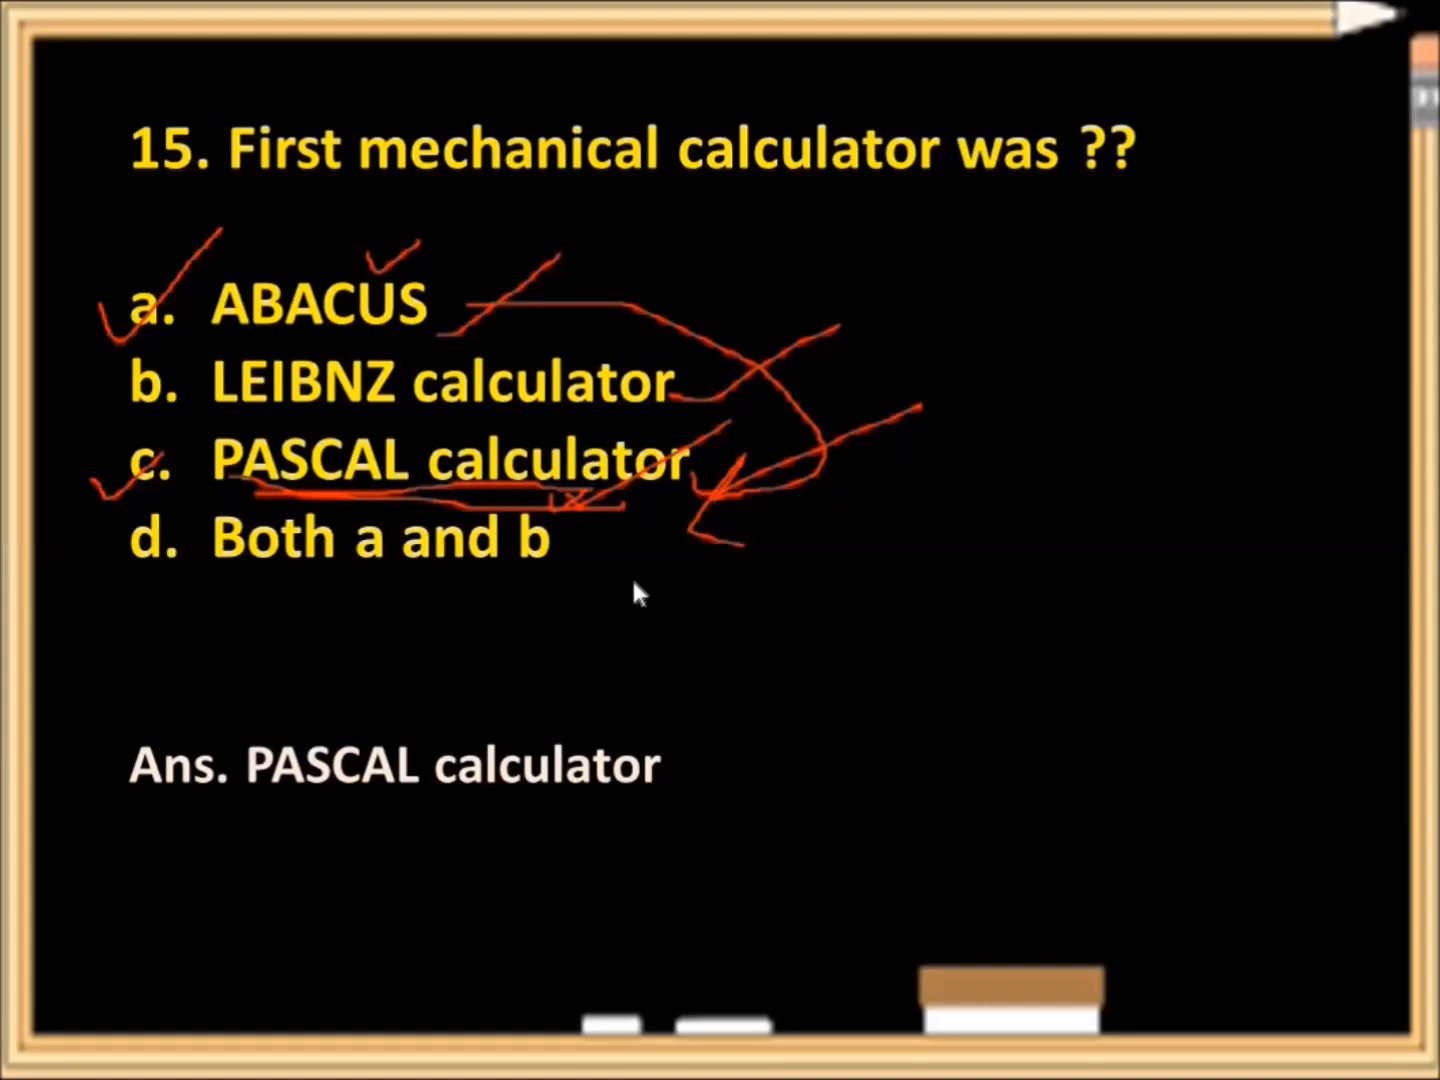 15. First mechanical calculator was ??
a. ABACUS
b. LEIBNZ calculator
c. PASCAL calculator
d. Both a and b
Ans. PASCAL calculator